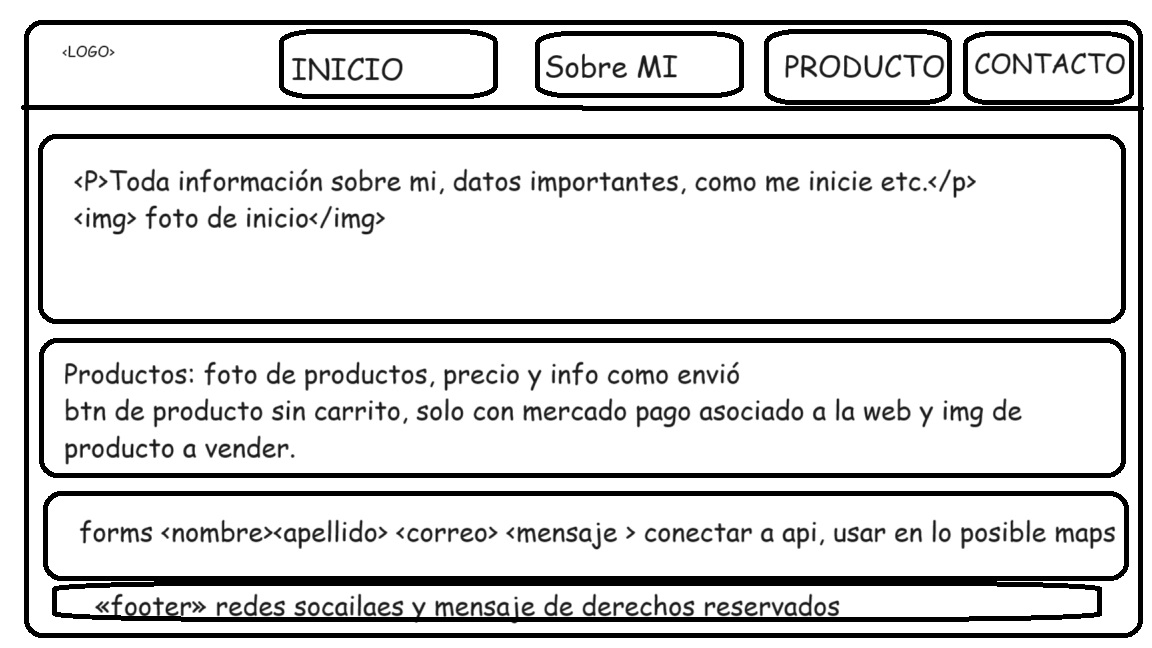 <LOGO>
INICIO
Sobre MI
PRODUCTO
CONTACTO
<P>Toda información sobre mi, datos importantes, como me inicie etc.</p>
<img> foto de inicio</img>
Productos: foto de productos, precio y info como envió
btn de producto sin carrito, solo con mercado pago asociado a la web y img de
producto a vender.
forms <nombre><apellido> <correo> <mensaje > conectar a api, usar en lo posible maps
«footer» redes socailaes y mensaje de derechos reservados